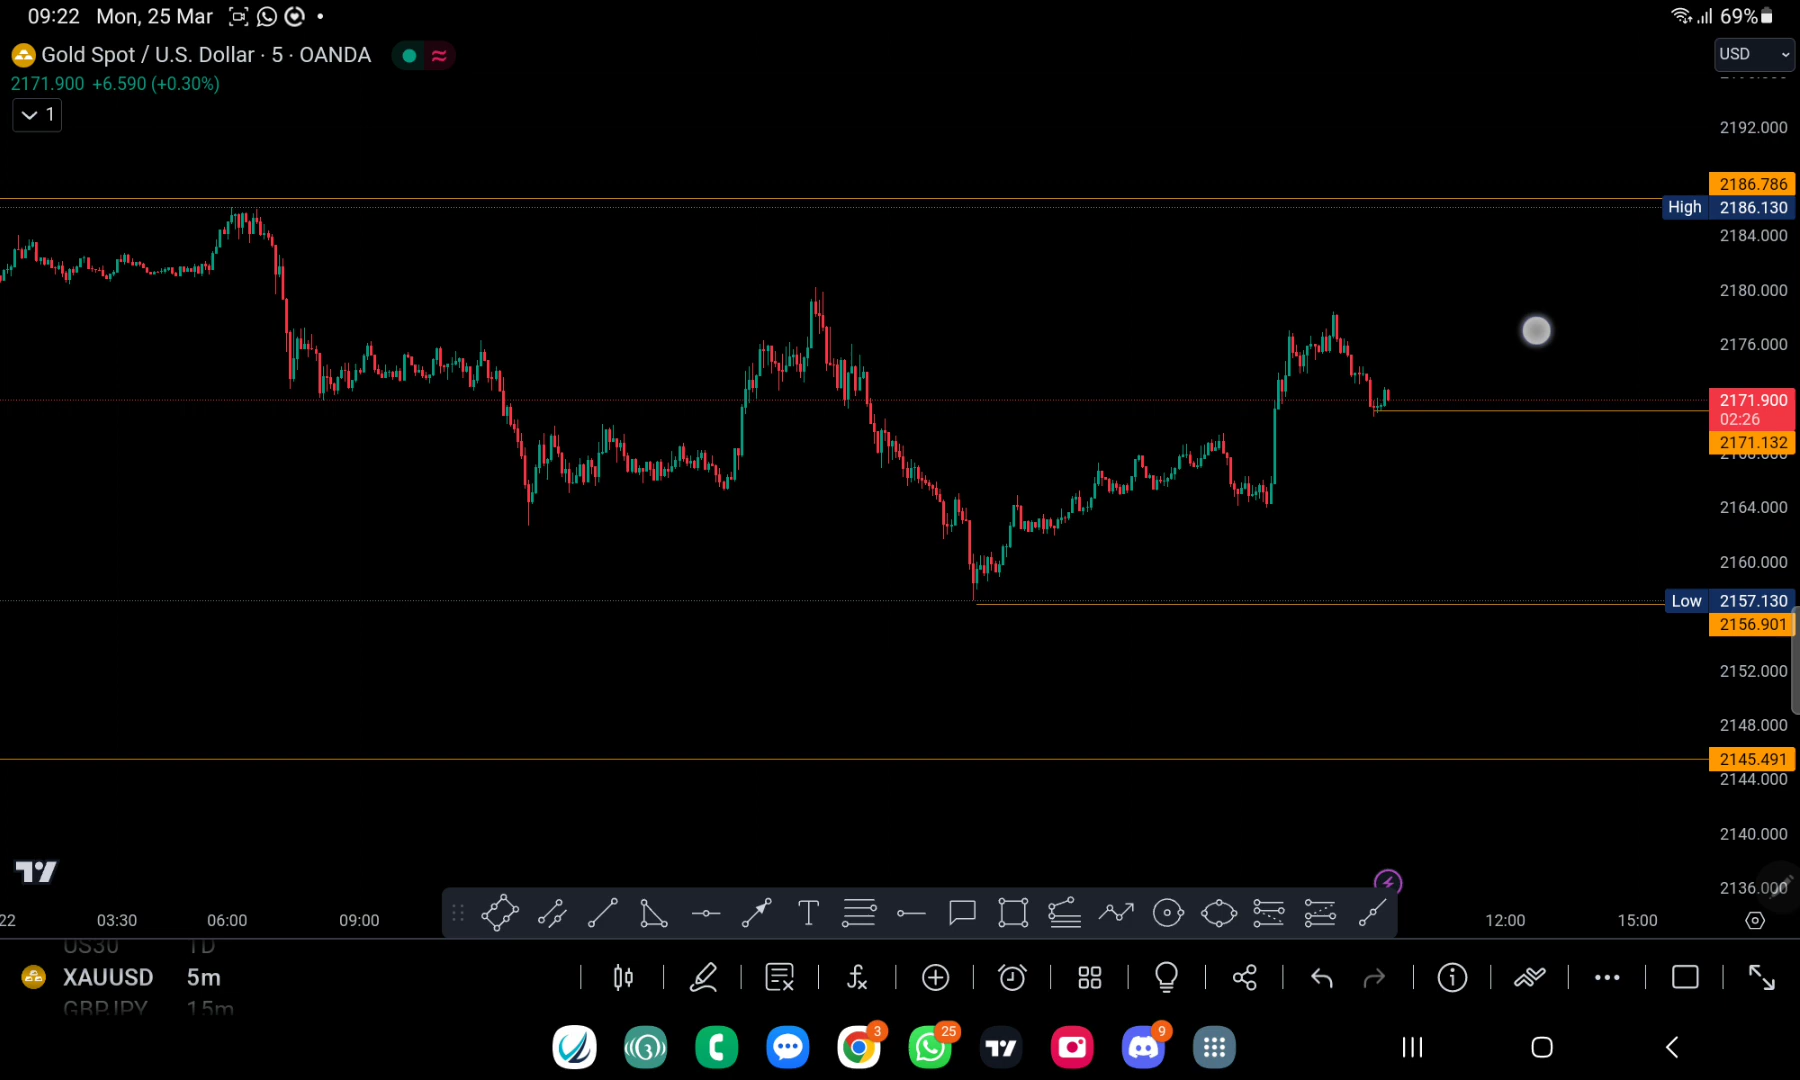 09:22 Mon, 25 Mar
69%
Gold Spot / U.S. Dollar · 5 · OANDA
USD
2171.900 +6.590 (+0.30%)
1
2192.000
2186.786
High 2186.130
2184.000
2180.000
2176.000
2171.900
02:26
2171.132
2164.000
2160.000
Low 2157.130
2156.901
2152.000
2148.000
2145.491
2144.000
2140.000
2136.000
22 03:30 06:00 09:00 12:00 15:00
US30 1D
XAUUSD 5m
GBPJPY 15m
3
25
9